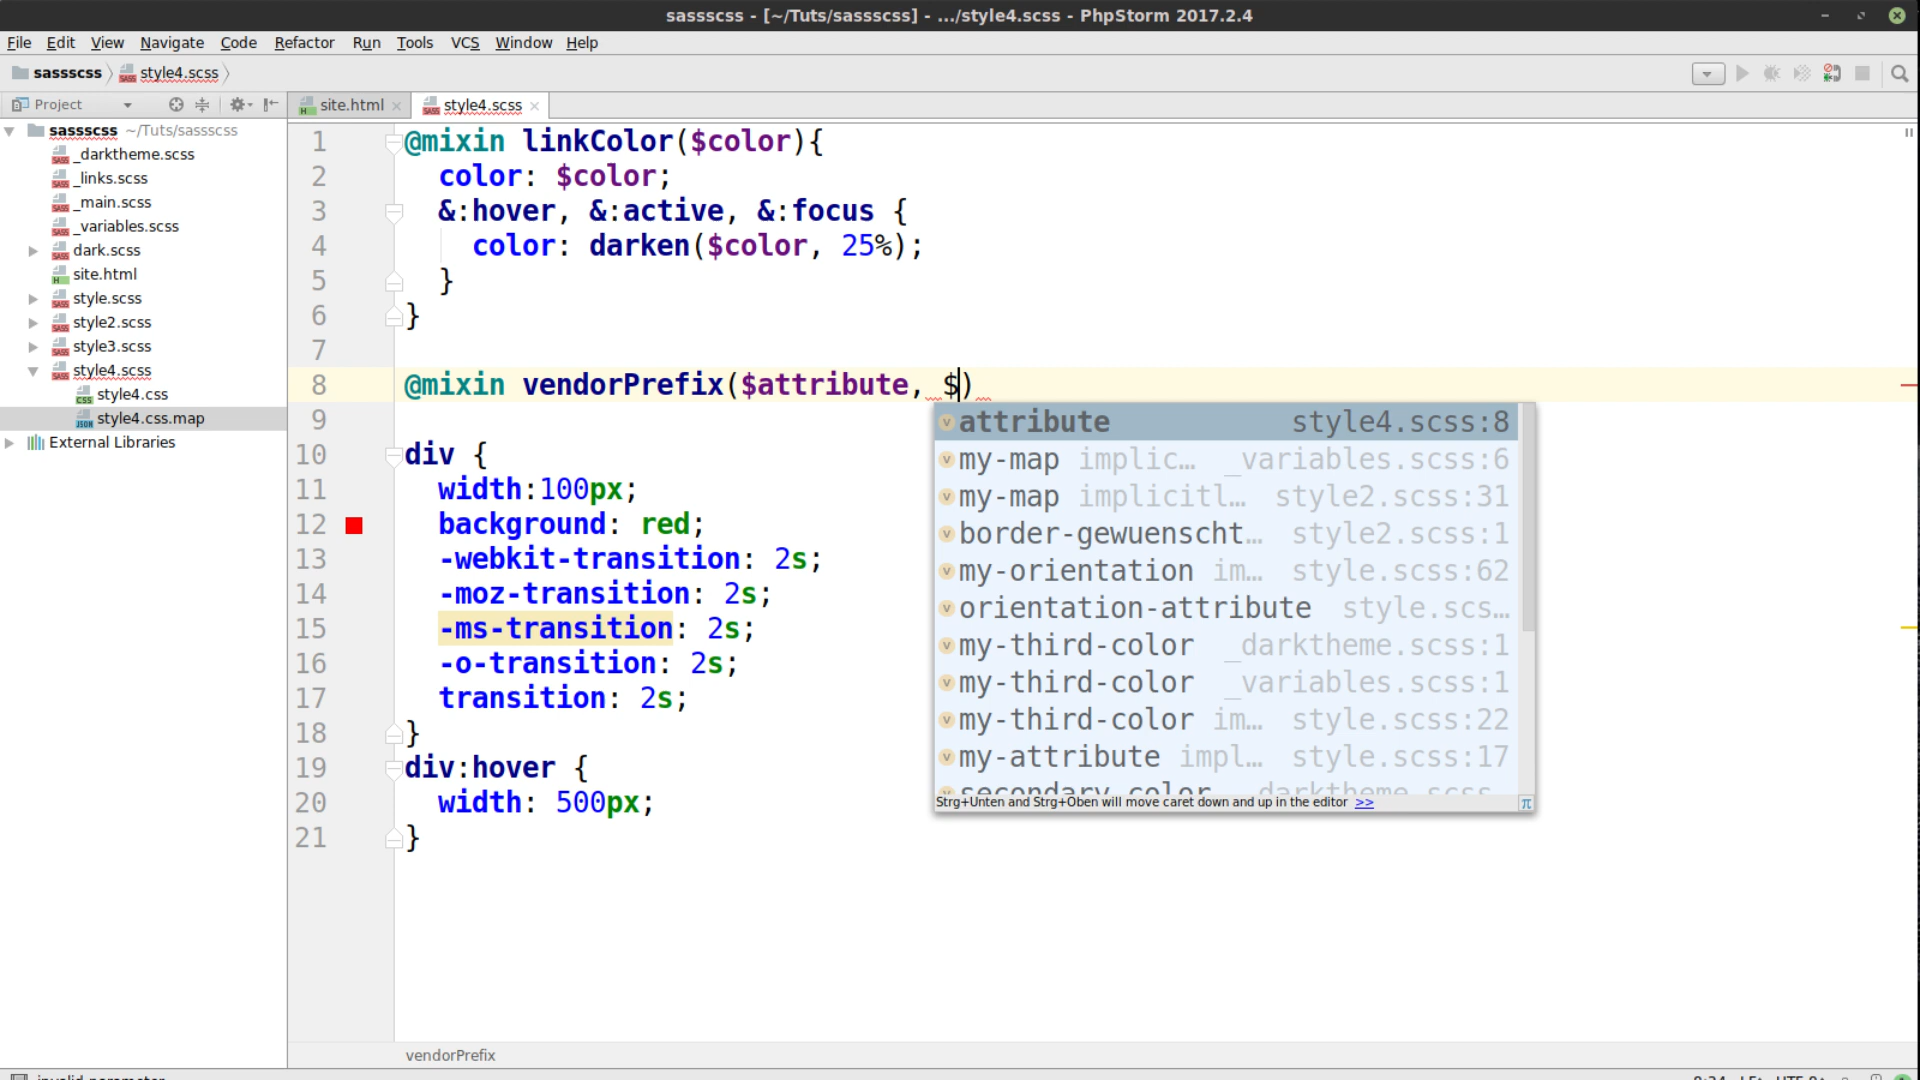 sassscss - [~/Tuts/sassscss] - .../style4.scss - PhpStorm 2017.2.4
File Edit View Navigate Code Refactor Run Tools VCS Window Help
sassscss style4.scss
Project
site.html
style4.scss
sassscss ~/Tuts/sassscss
_darktheme.scss
_links.scss
_main.scss
_variables.scss
dark.scss
site.html
style.scss
style2.scss
style3.scss
style4.scss
style4.css
style4.css.map
External Libraries
1 @mixin linkColor($color){
2 color: $color;
3 &:hover, &:active, &:focus {
4 color: darken($color, 25%);
5 }
6 }
7
8 @mixin vendorPrefix($attribute, $)
9
10 div {
11 width:100px;
12 background: red;
13 -webkit-transition: 2s;
14 -moz-transition: 2s;
15 -ms-transition: 2s;
16 -o-transition: 2s;
17 transition: 2s;
18 }
19 div:hover {
20 width: 500px;
21 }
attribute style4.scss:8
my-map implic… _variables.scss:6
my-map implicitl… style2.scss:31
border-gewuenscht… style2.scss:1
my-orientation im… style.scss:62
orientation-attribute style.scs…
my-third-color _darktheme.scss:1
my-third-color _variables.scss:1
my-third-color im… style.scss:22
my-attribute impl… style.scss:17
Strg+Unten and Strg+Oben will move caret down and up in the editor >>
vendorPrefix